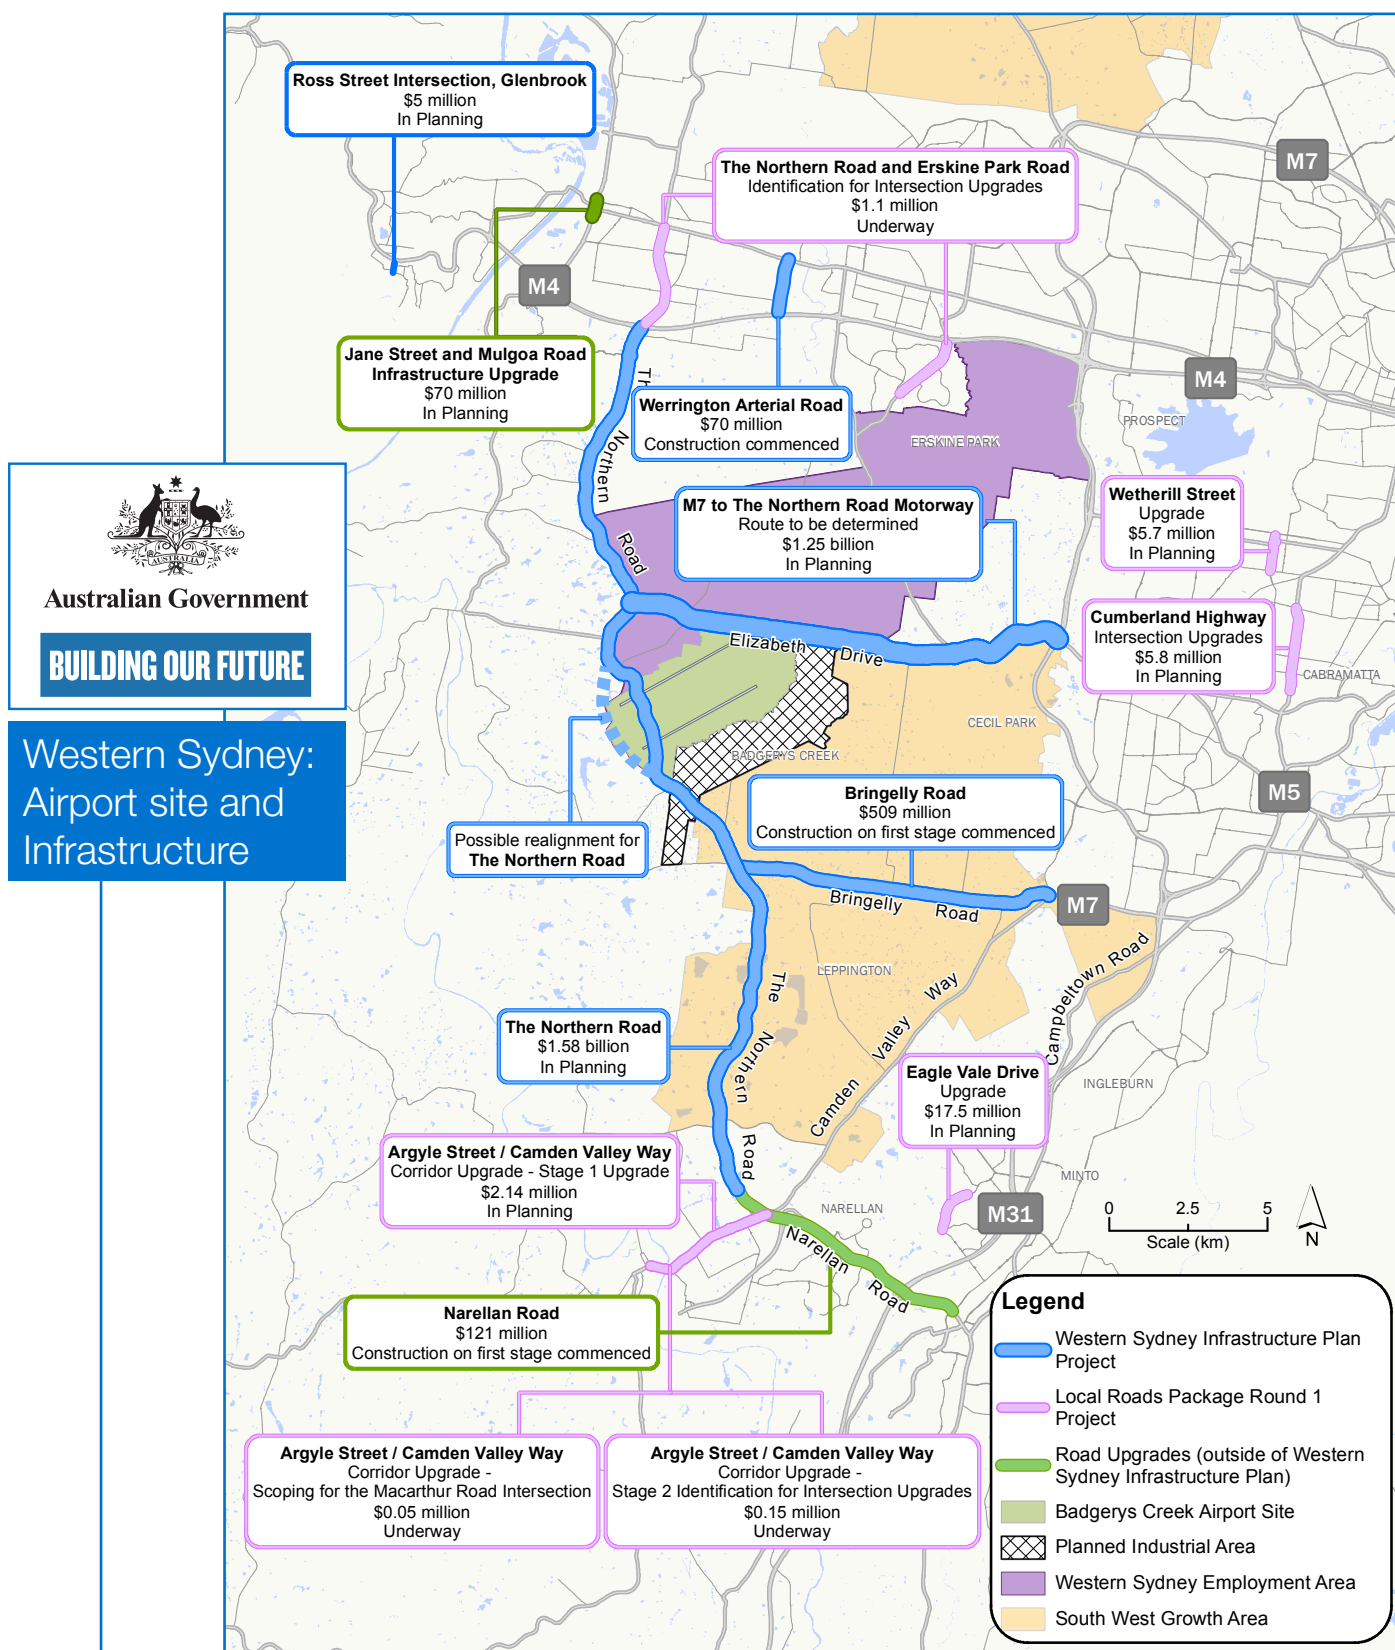 Ross Street Intersection, Glenbrook
$5 million
In Planning
M7
The Northern Road and Erskine Park Road
Identification for Intersection Upgrades
$1.1 million
Underway
M4
Jane Street and Mulgoa Road
Infrastructure Upgrade
$70 million
In Planning
M4
Werrington Arterial Road
$70 million
Construction commenced
PROSPECT
ERSKINE PARK
The Northern Road
M7 to The Northern Road Motorway
Route to be determined
$1.25 billion
In Planning
Wetherill Street
Upgrade
$5.7 million
In Planning
AUSTRALIA
Australian Government
BUILDING OUR FUTURE
Cumberland Highway
Intersection Upgrades
$5.8 million
In Planning
Elizabeth Drive
CABRAMATTA
CECIL PARK
Western Sydney:
Airport site and
Infrastructure
BADGERYS CREEK
Bringelly Road
$509 million
Construction on first stage commenced
M5
Possible realignment for
The Northern Road
Bringelly Road
M7
LEPPINGTON
The Northern Road
Camden Valley Way
Campbeltown Road
The Northern Road
$1.58 billion
In Planning
Eagle Vale Drive
Upgrade
$17.5 million
In Planning
INGLEBURN
Argyle Street / Camden Valley Way
Corridor Upgrade - Stage 1 Upgrade
$2.14 million
In Planning
MINTO
NARELLAN
M31
0 2.5 5
Scale (km)
N
Narellan Road
Narellan Road
$121 million
Construction on first stage commenced
Argyle Street / Camden Valley Way
Corridor Upgrade -
Scoping for the Macarthur Road Intersection
$0.05 million
Underway
Argyle Street / Camden Valley Way
Corridor Upgrade -
Stage 2 Identification for Intersection Upgrades
$0.15 million
Underway
Legend
Western Sydney Infrastructure Plan
Project
Local Roads Package Round 1
Project
Road Upgrades (outside of Western
Sydney Infrastructure Plan)
Badgerys Creek Airport Site
Planned Industrial Area
Western Sydney Employment Area
South West Growth Area